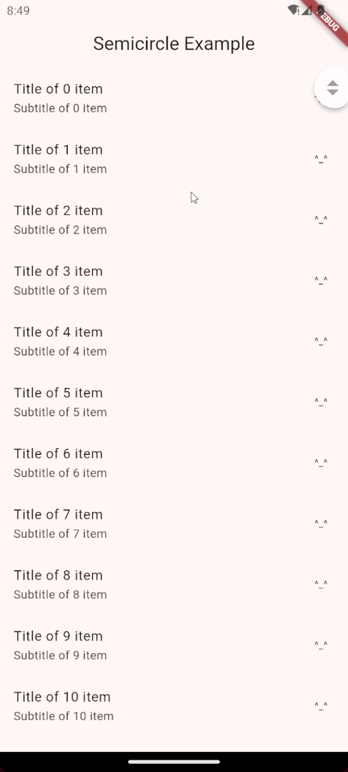 8:49
EBUG
Semicircle Example
Title of 0 item
Subtitle of 0 item
Title of 1 item
Subtitle of 1 item
^_^
Title of 2 item
Subtitle of 2 item
^_^
Title of 3 item
Subtitle of 3 item
^_^
Title of 4 item
Subtitle of 4 item
^_^
Title of 5 item
Subtitle of 5 item
^_^
Title of 6 item
Subtitle of 6 item
^_^
Title of 7 item
Subtitle of 7 item
^_^
Title of 8 item
Subtitle of 8 item
^_^
Title of 9 item
Subtitle of 9 item
^_^
Title of 10 item
Subtitle of 10 item
^_^